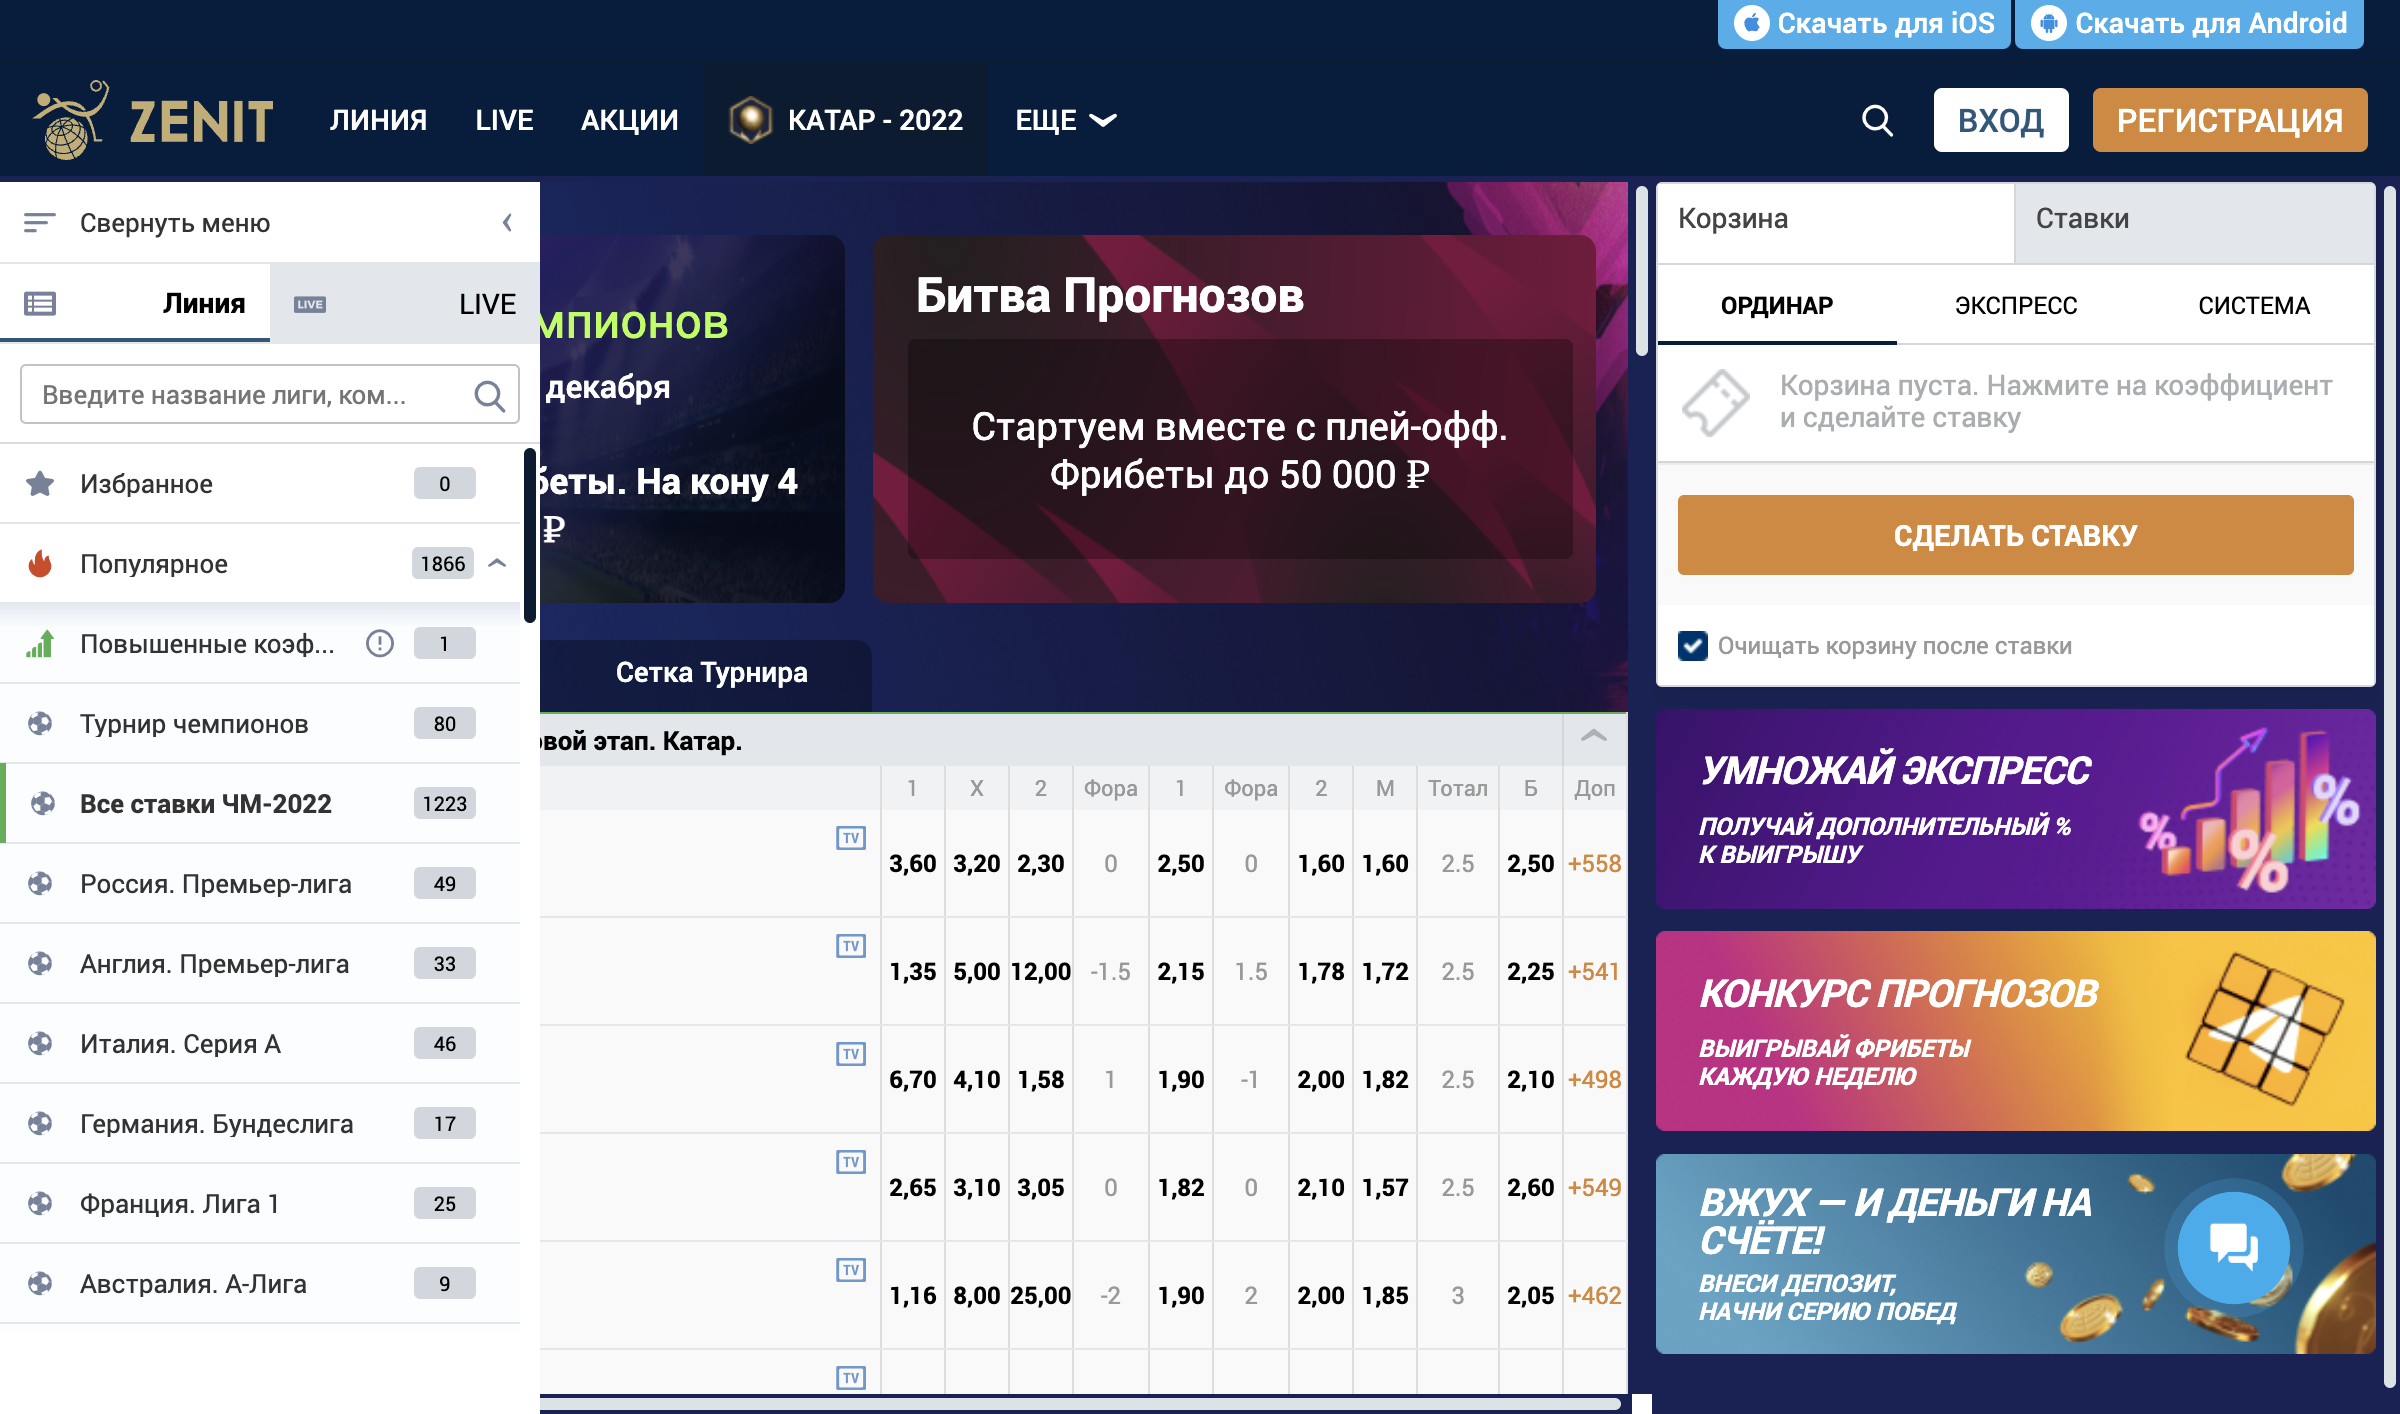 Скачать для iOS
Скачать для Android
ZENIT
ЛИНИЯ
LIVE
АКЦИИ
КАТАР - 2022
ЕЩЕ
ВХОД
РЕГИСТРАЦИЯ
Свернуть меню
Линия
LIVE
LIVE
Введите название лиги, ком...
Избранное
0
Популярное
1866
Повышенные коэф...
1
Турнир чемпионов
80
Все ставки ЧМ-2022
1223
Россия. Премьер-лига
49
Англия. Премьер-лига
33
Италия. Серия А
46
Германия. Бундеслига
17
Франция. Лига 1
25
Австралия. А-Лига
9
мпионов
декабря
беты. На кону 4
₽
Битва Прогнозов
Стартуем вместе с плей-офф.
Фрибеты до 50 000 ₽
Сетка Турнира
овой этап. Катар.
1 X 2 Фора 1 Фора 2 М Тотал Б Доп
TV
3,60 3,20 2,30 0 2,50 0 1,60 1,60 2.5 2,50 +558
TV
1,35 5,00 12,00 -1.5 2,15 1.5 1,78 1,72 2.5 2,25 +541
TV
6,70 4,10 1,58 1 1,90 -1 2,00 1,82 2.5 2,10 +498
TV
2,65 3,10 3,05 0 1,82 0 2,10 1,57 2.5 2,60 +549
TV
1,16 8,00 25,00 -2 1,90 2 2,00 1,85 3 2,05 +462
TV
Корзина
Ставки
ОРДИНАР
ЭКСПРЕСС
СИСТЕМА
Корзина пуста. Нажмите на коэффициент
и сделайте ставку
СДЕЛАТЬ СТАВКУ
Очищать корзину после ставки
УМНОЖАЙ ЭКСПРЕСС
ПОЛУЧАЙ ДОПОЛНИТЕЛЬНЫЙ %
К ВЫИГРЫШУ
% % %
КОНКУРС ПРОГНОЗОВ
ВЫИГРЫВАЙ ФРИБЕТЫ
КАЖДУЮ НЕДЕЛЮ
ВЖУХ — И ДЕНЬГИ НА
СЧЁТЕ!
ВНЕСИ ДЕПОЗИТ,
НАЧНИ СЕРИЮ ПОБЕД